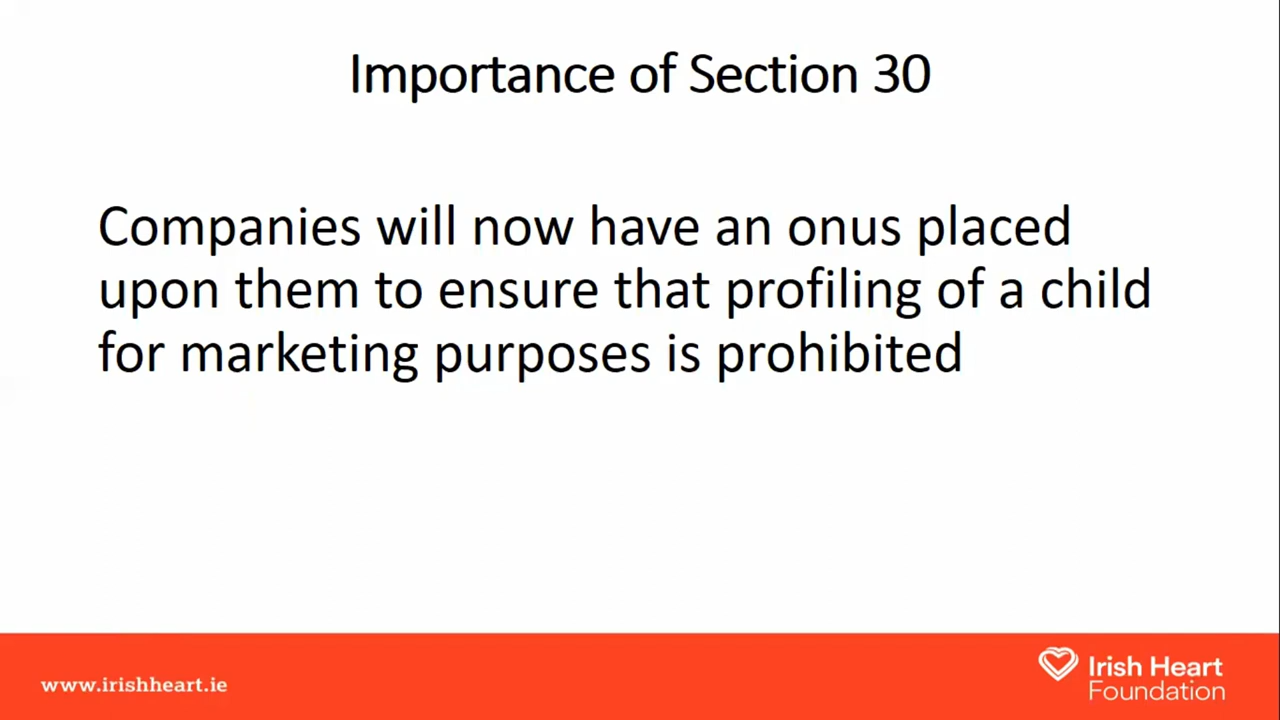 Importance of Section 30
Companies will now have an onus placed
upon them to ensure that profiling of a child
for marketing purposes is prohibited
www.irishheart.ie
Irish Heart
Foundation